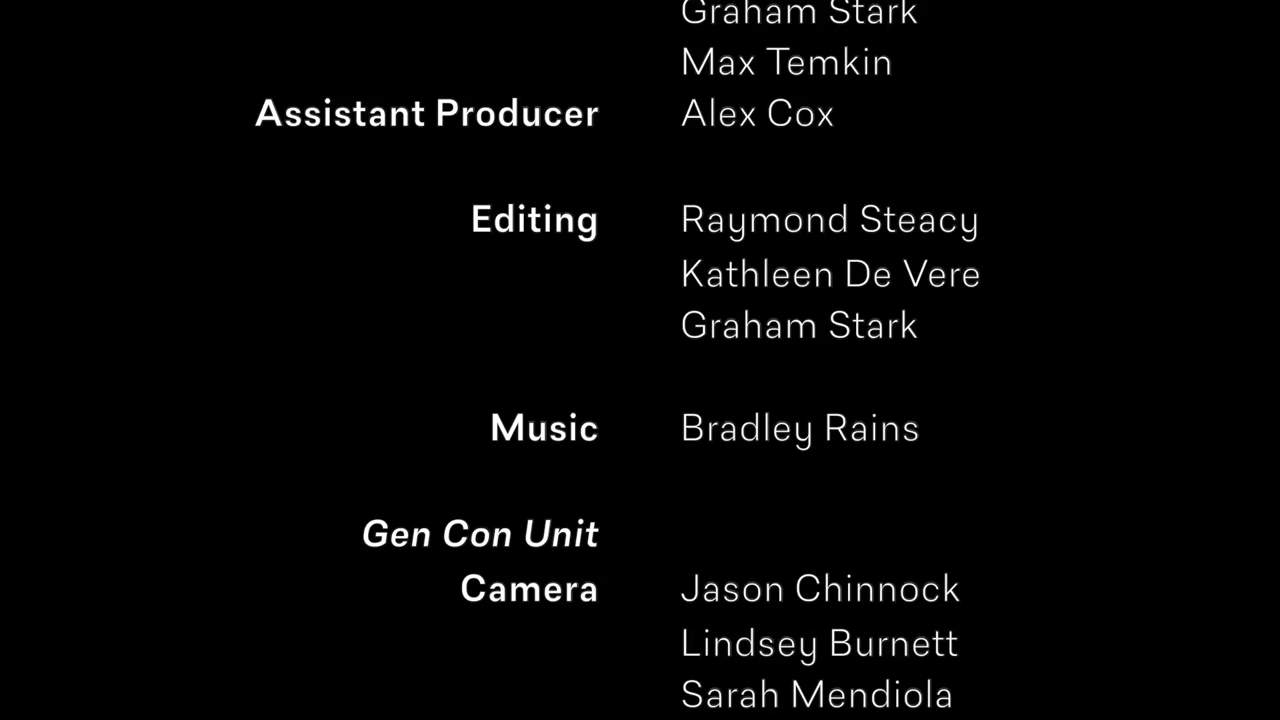 Graham Stark
Max Temkin
Assistant Producer Alex Cox
Editing Raymond Steacy
Kathleen De Vere
Graham Stark
Music Bradley Rains
Gen Con Unit
Camera Jason Chinnock
Lindsey Burnett
Sarah Mendiola